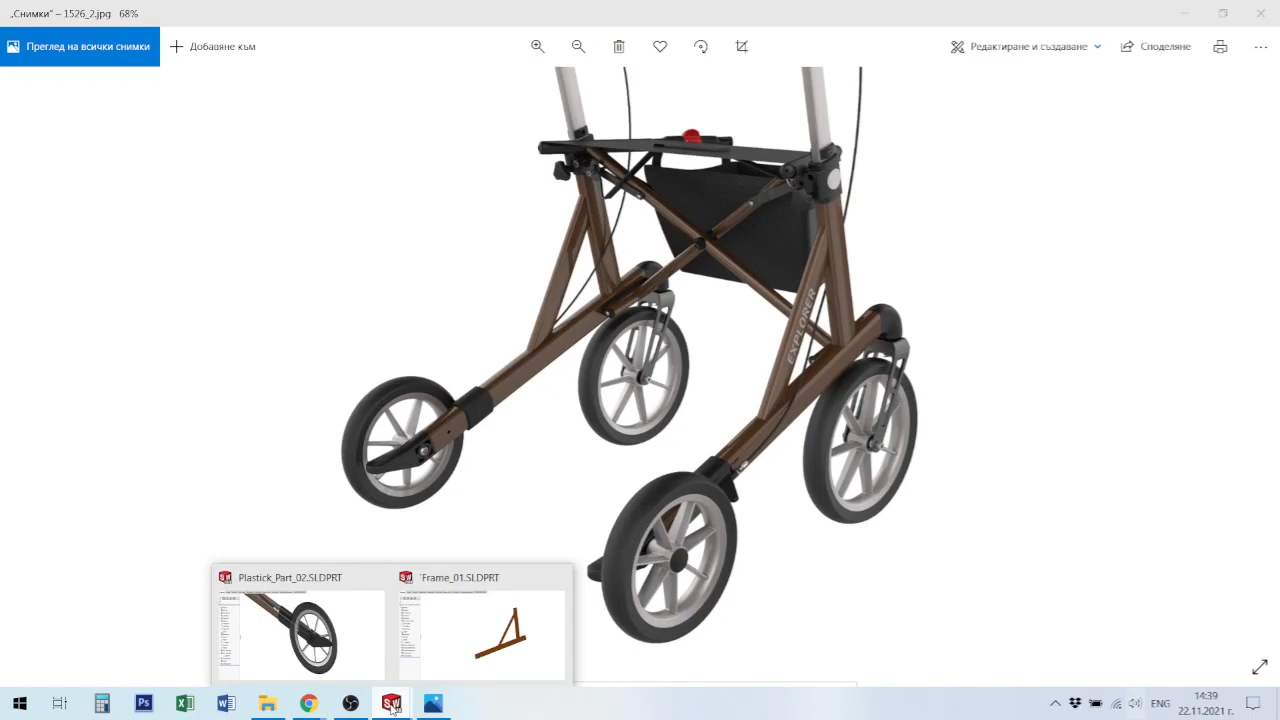 „Снимки“ – 1526_2.jpg 68%
Преглед на всички снимки
Добавяне към
Редактиране и създаване
Споделяне
EXPLORER
Plastick_Part_02.SLDPRT
Frame_01.SLDPRT
ENG
14:39
22.11.2021 г.